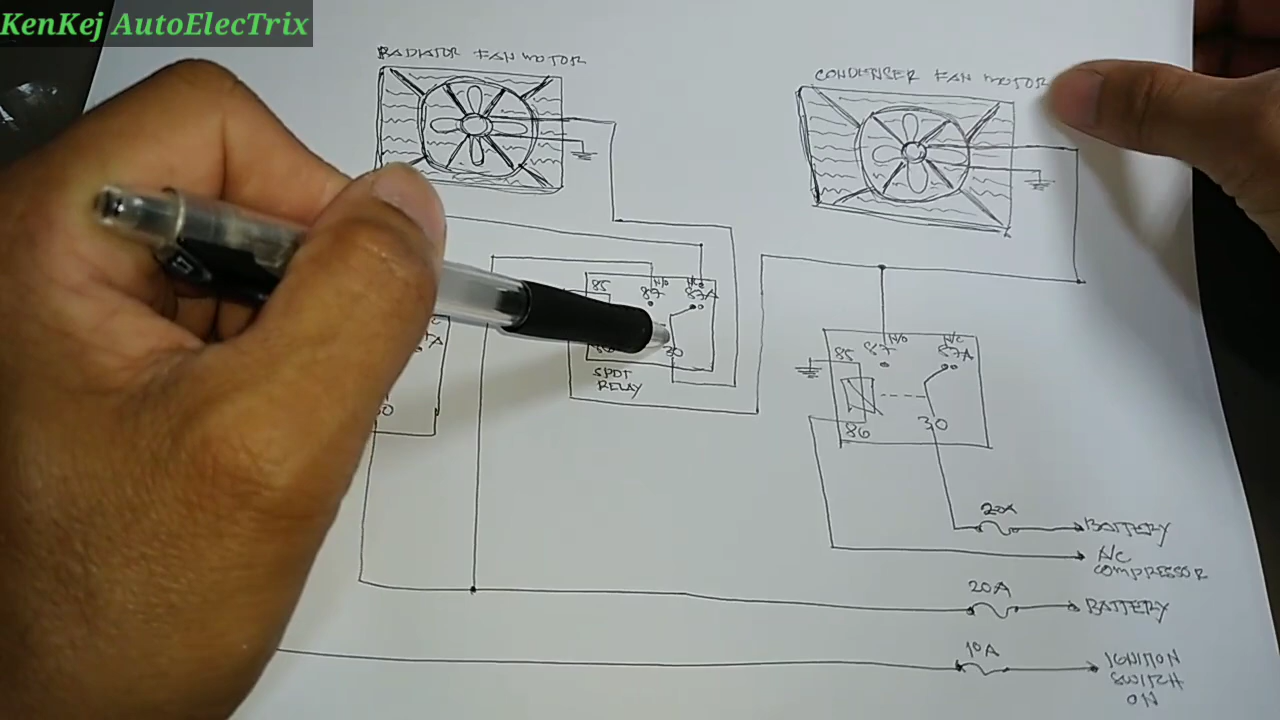 KenKej AutoElecTrix
RADIATOR FAN MOTOR
CONDENSER FAN MOTOR
85
87
N/O
87A
30
SPDT
RELAY
85
87
N/O
N/C
87A
86
30
20A
BATTERY
A/C
COMPRESSOR
20A
BATTERY
10A
IGNITION
SWITCH
ON